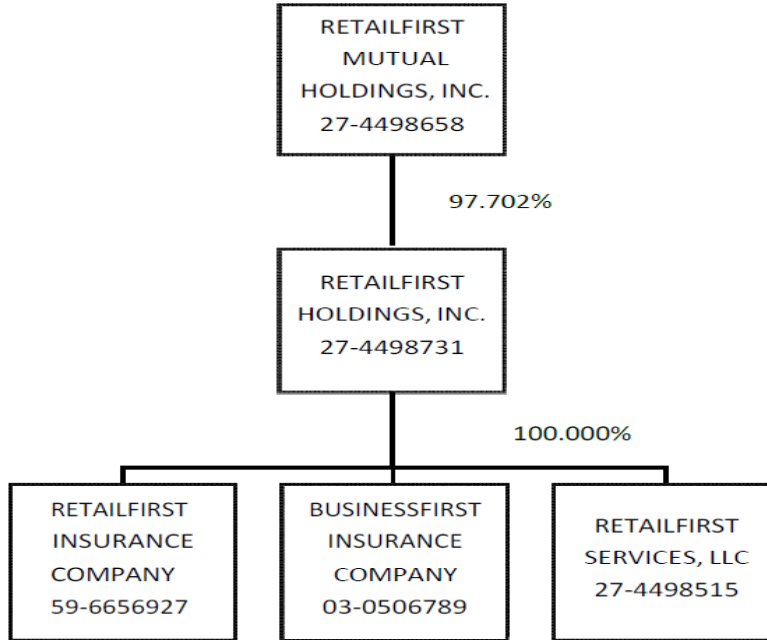 RETAILFIRST
MUTUAL
HOLDINGS, INC.
27-4498658
97.702%
RETAILFIRST
HOLDINGS, INC.
27-4498731
100.000%
RETAILFIRST
INSURANCE
COMPANY
59-6656927
BUSINESSFIRST
INSURANCE
COMPANY
03-0506789
RETAILFIRST
SERVICES, LLC
27-4498515